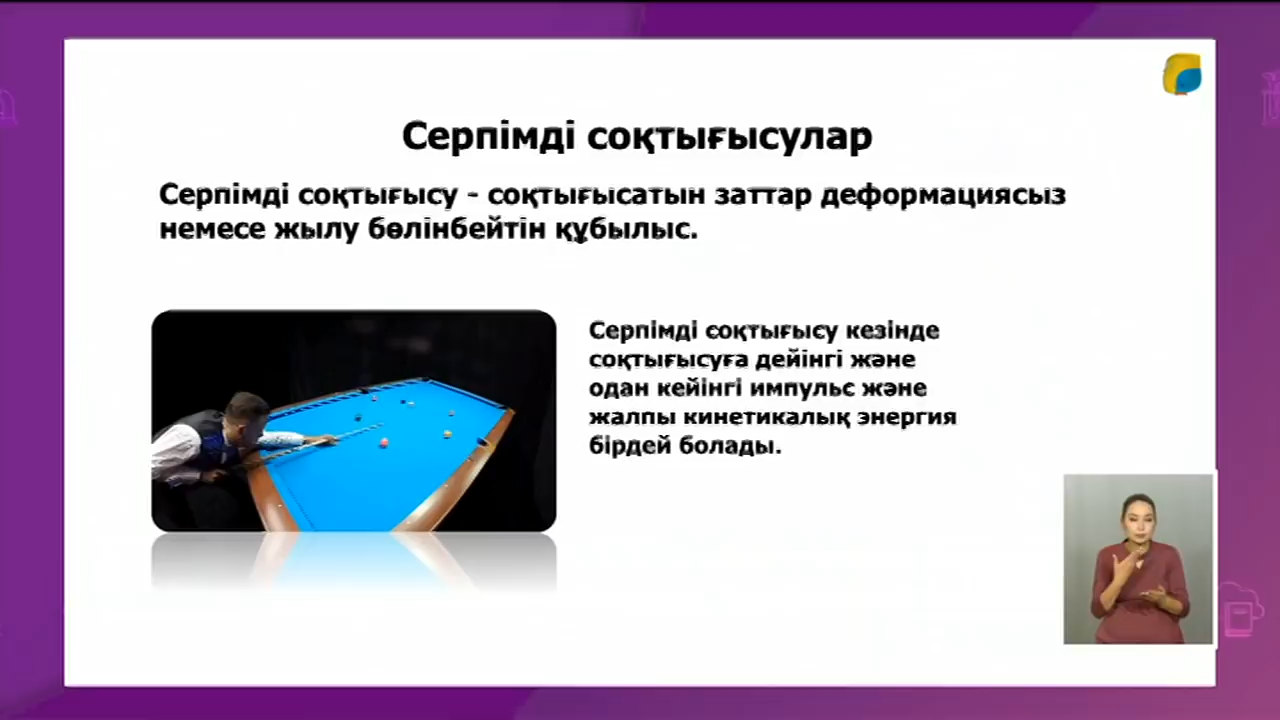 Серпімді соқтығысулар
Серпімді соқтығысу - соқтығысатын заттар деформациясыз
немесе жылу бөлінбейтін құбылыс.
Серпімді соқтығысу кезінде
соқтығысуға дейінгі және
одан кейінгі импульс және
жалпы кинетикалық энергия
бірдей болады.